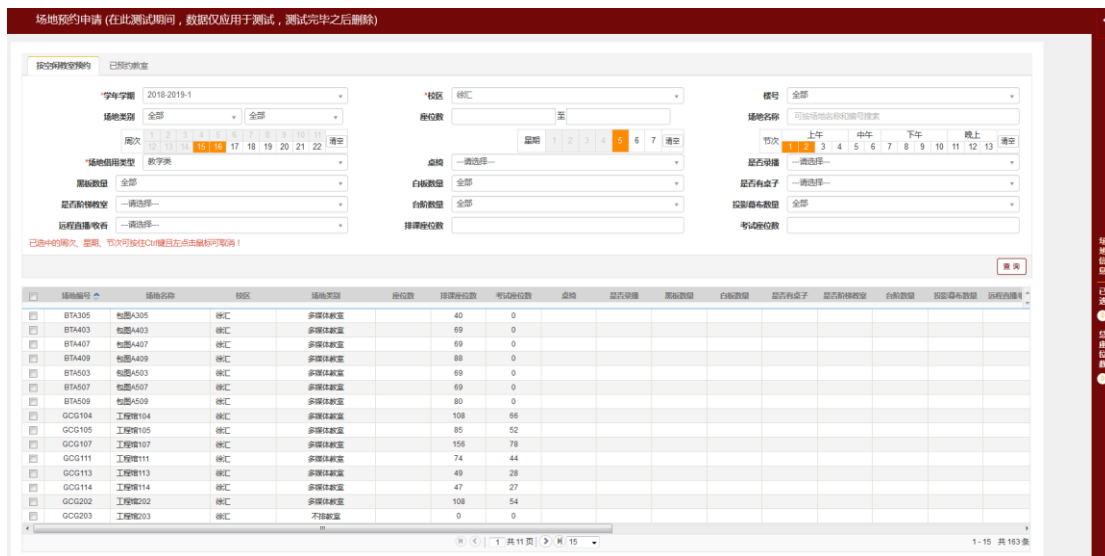 场地预约申请 (在此测试期间，数据仅应用于测试，测试完毕之后删除)
按空闲教室预约 已预约教室
*学年学期 2018-2019-1 *校区 徐汇 楼号 全部
场地类别 全部 全部 座位数 至 场地名称 可按场地名称和编号搜索
周次 1 2 3 4 5 6 7 8 9 10 11 12 13 14 15 16 17 18 19 20 21 22 清空 星期 1 2 3 4 5 6 7 清空 节次 上午 中午 下午 晚上 1 2 3 4 5 6 7 8 9 10 11 12 13 清空
*场地借用类型 教学类 桌椅 ---请选择--- 是否录播 ---请选择---
黑板数量 全部 白板数量 全部 是否有桌子 ---请选择---
是否阶梯教室 ---请选择--- 台阶数量 全部 投影幕布数量 全部
远程直播/收看 ---请选择--- 排课座位数 考试座位数
已选中的周次、星期、节次可按住Ctrl键且左点击鼠标可取消！
查 询
场地编号 场地名称 校区 场地类别 座位数 排课座位数 考试座位数 桌椅 是否录播 黑板数量 白板数量 是否有桌子 是否阶梯教室 台阶数量 投影幕布数量 远程直播/
BTA305 包图A305 徐汇 多媒体教室 40 0
BTA403 包图A403 徐汇 多媒体教室 69 0
BTA407 包图A407 徐汇 多媒体教室 69 0
BTA409 包图A409 徐汇 多媒体教室 88 0
BTA503 包图A503 徐汇 多媒体教室 69 0
BTA507 包图A507 徐汇 多媒体教室 69 0
BTA509 包图A509 徐汇 多媒体教室 80 0
GCG104 工程馆104 徐汇 多媒体教室 108 66
GCG105 工程馆105 徐汇 多媒体教室 85 52
GCG107 工程馆107 徐汇 多媒体教室 156 78
GCG111 工程馆111 徐汇 多媒体教室 74 44
GCG113 工程馆113 徐汇 多媒体教室 49 28
GCG114 工程馆114 徐汇 多媒体教室 47 27
GCG202 工程馆202 徐汇 多媒体教室 108 54
GCG203 工程馆203 徐汇 不排教室 0 0
1 共11页 15
1-15 共163条
场地信息
已选
总座位数